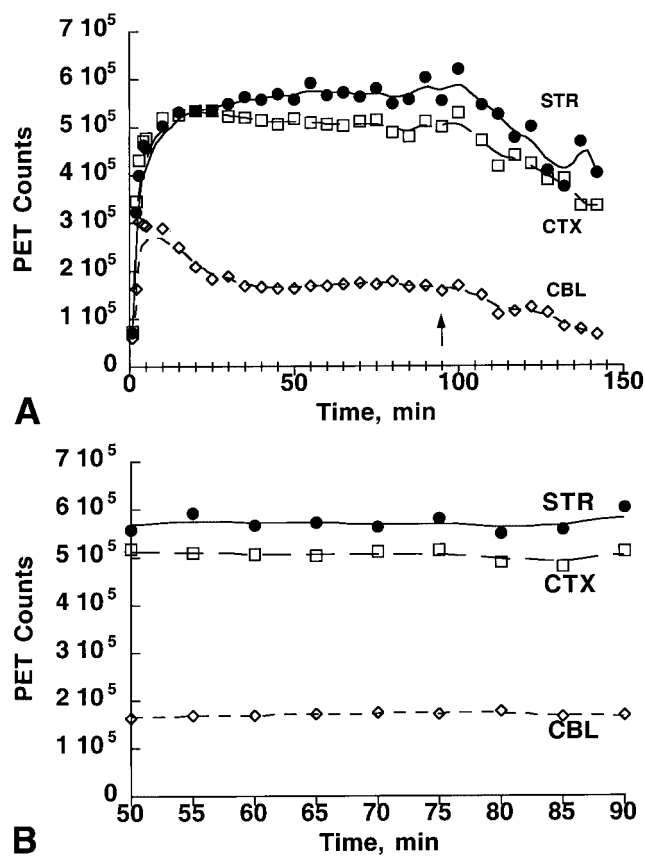 7 10⁵
6 10⁵
5 10⁵
4 10⁵
3 10⁵
2 10⁵
1 10⁵
0
PET Counts
STR
CTX
CBL
0 50 100 150
Time, min
A
7 10⁵
6 10⁵
5 10⁵
4 10⁵
3 10⁵
2 10⁵
1 10⁵
0
PET Counts
STR
CTX
CBL
50 55 60 65 70 75 80 85 90
Time, min
B